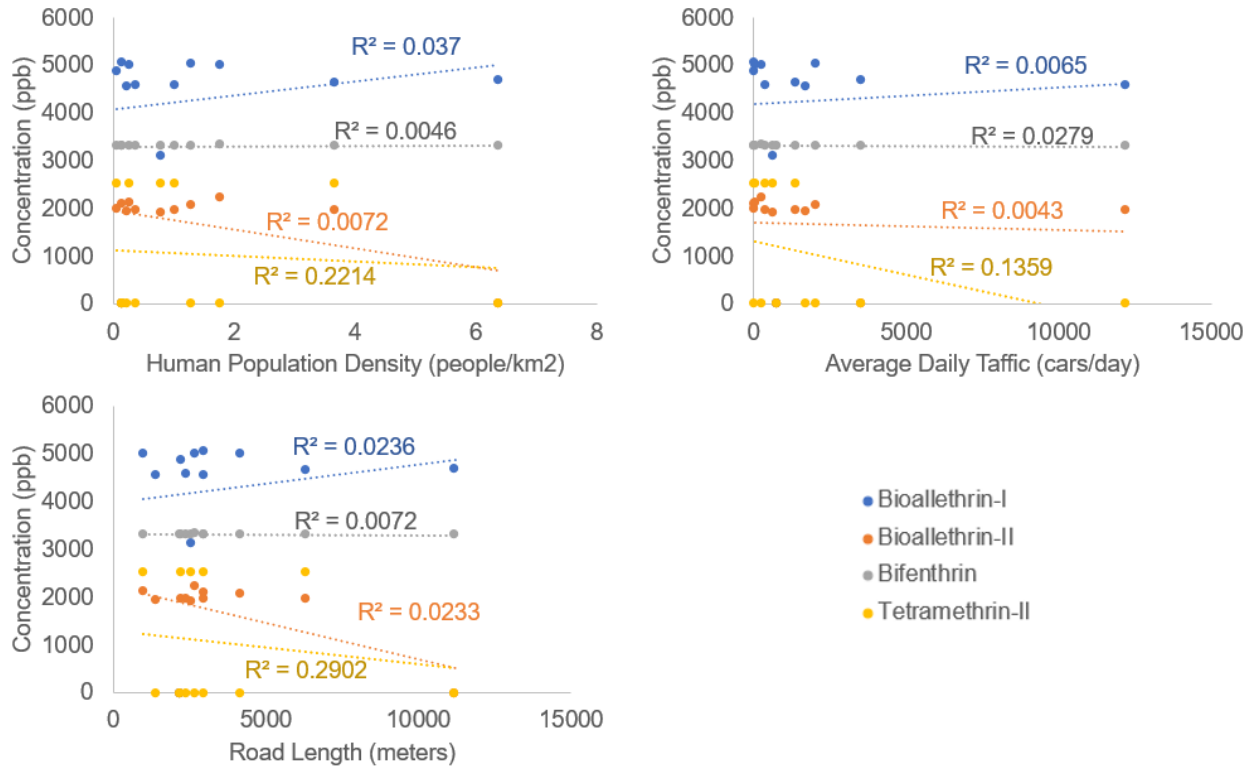 6000
5000
4000
3000
2000
1000
0
Concentration (ppb)
R² = 0.037
R² = 0.0046
R² = 0.0072
R² = 0.2214
0 2 4 6 8
Human Population Density (people/km2)
6000
5000
4000
3000
2000
1000
0
Concentration (ppb)
R² = 0.0065
R² = 0.0279
R² = 0.0043
R² = 0.1359
0 5000 10000 15000
Average Daily Taffic (cars/day)
6000
5000
4000
3000
2000
1000
0
Concentration (ppb)
R² = 0.0236
R² = 0.0072
R² = 0.0233
R² = 0.2902
0 5000 10000 15000
Road Length (meters)
Bioallethrin-I
Bioallethrin-II
Bifenthrin
Tetramethrin-II